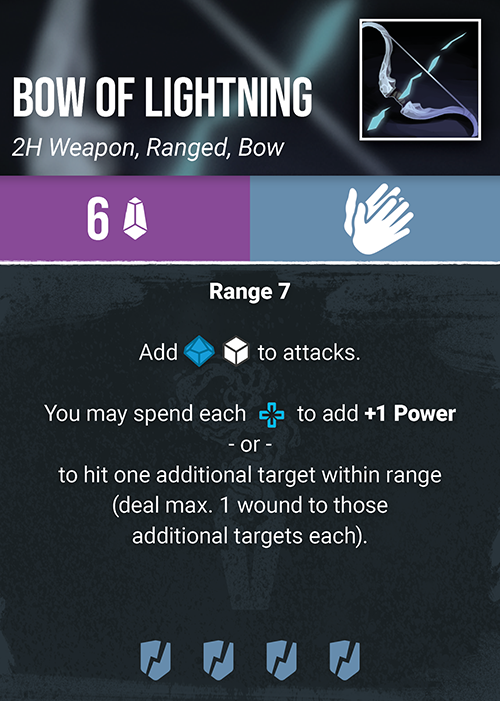 BOW OF LIGHTNING
2H Weapon, Ranged, Bow
6
Range 7
Add to attacks.
You may spend each to add +1 Power
- or -
to hit one additional target within range
(deal max. 1 wound to those
additional targets each).